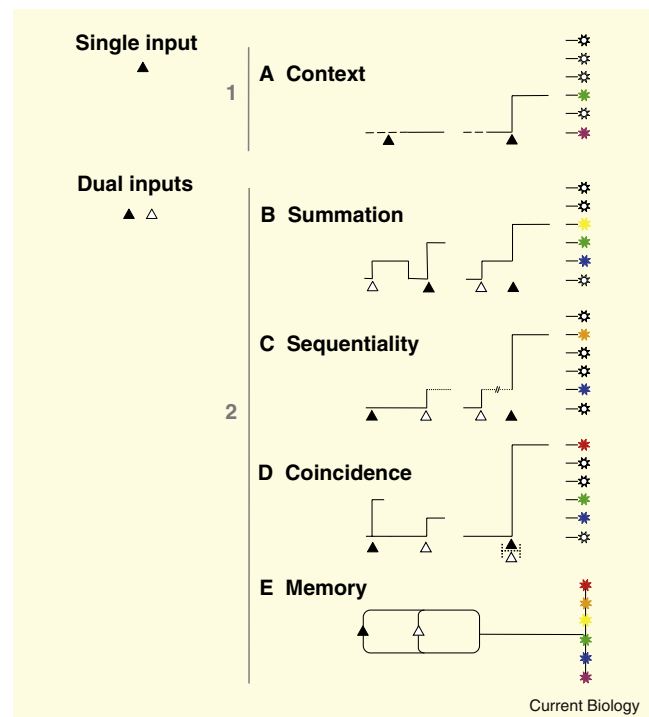 Single input
1
A Context
Dual inputs
B Summation
C Sequentiality
2
D Coincidence
E Memory
Current Biology